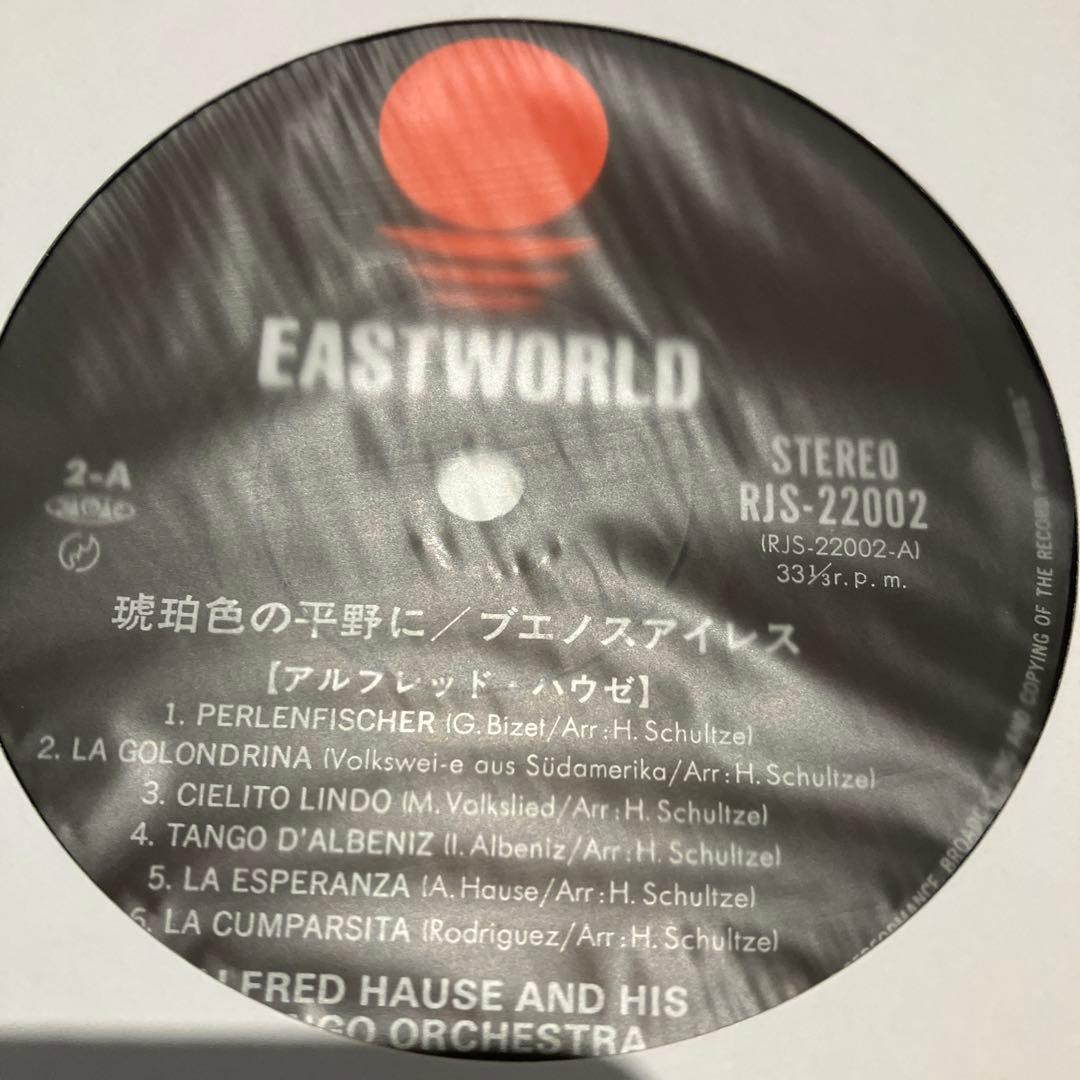 EASTWORLD
2-A
STEREO
RJS-22002
(RJS-22002-A)
33⅓r.p.m.
琥珀色の平野に/ブエノスアイレス
【アルフレッド・ハウゼ】
1. PERLENFISCHER (G. Bizet/Arr:H. Schultze)
2. LA GOLONDRINA (Volkswei-e aus Südamerika/Arr:H. Schultze)
3. CIELITO LINDO (M. Volkslied/Arr:H. Schultze)
4. TANGO D'ALBENIZ (I. Albeniz/Arr:H. Schultze)
5. LA ESPERANZA (A. Hause/Arr:H. Schultze)
6. LA CUMPARSITA (Rodriguez/Arr:H. Schultze)
LFRED HAUSE AND HIS
NGO ORCHESTRA
AND COPYING OF THE RECORD